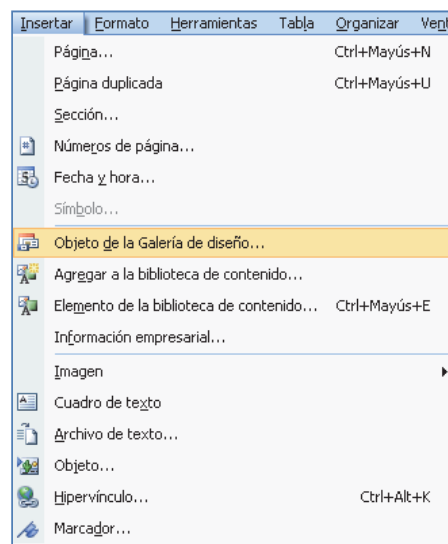 Insertar Formato Herramientas Tabla Organizar Vent
Página... Ctrl+Mayús+N
Página duplicada Ctrl+Mayús+U
Sección...
Números de página...
Fecha y hora...
Símbolo...
Objeto de la Galería de diseño...
Agregar a la biblioteca de contenido...
Elemento de la biblioteca de contenido... Ctrl+Mayús+E
Información empresarial...
Imagen
Cuadro de texto
Archivo de texto...
Objeto...
Hipervínculo... Ctrl+Alt+K
Marcador...